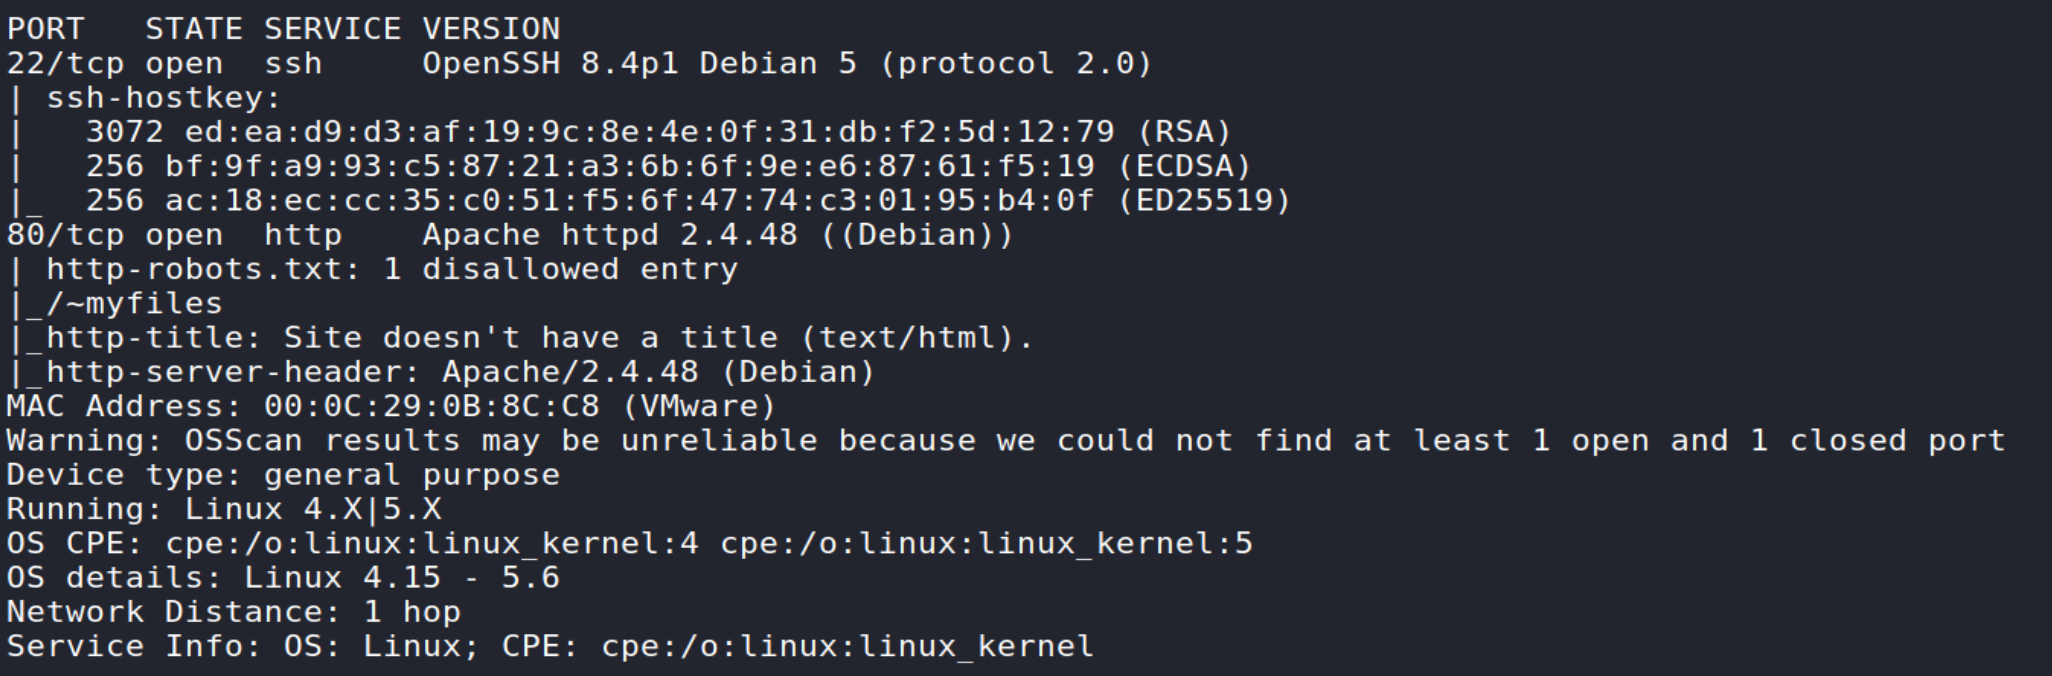 PORT   STATE SERVICE VERSION
22/tcp open  ssh     OpenSSH 8.4p1 Debian 5 (protocol 2.0)
| ssh-hostkey:
|   3072 ed:ea:d9:d3:af:19:9c:8e:4e:0f:31:db:f2:5d:12:79 (RSA)
|   256 bf:9f:a9:93:c5:87:21:a3:6b:6f:9e:e6:87:61:f5:19 (ECDSA)
|_  256 ac:18:ec:cc:35:c0:51:f5:6f:47:74:c3:01:95:b4:0f (ED25519)
80/tcp open  http    Apache httpd 2.4.48 ((Debian))
| http-robots.txt: 1 disallowed entry
|_/~myfiles
|_http-title: Site doesn't have a title (text/html).
|_http-server-header: Apache/2.4.48 (Debian)
MAC Address: 00:0C:29:0B:8C:C8 (VMware)
Warning: OSScan results may be unreliable because we could not find at least 1 open and 1 closed port
Device type: general purpose
Running: Linux 4.X|5.X
OS CPE: cpe:/o:linux:linux_kernel:4 cpe:/o:linux:linux_kernel:5
OS details: Linux 4.15 - 5.6
Network Distance: 1 hop
Service Info: OS: Linux; CPE: cpe:/o:linux:linux_kernel